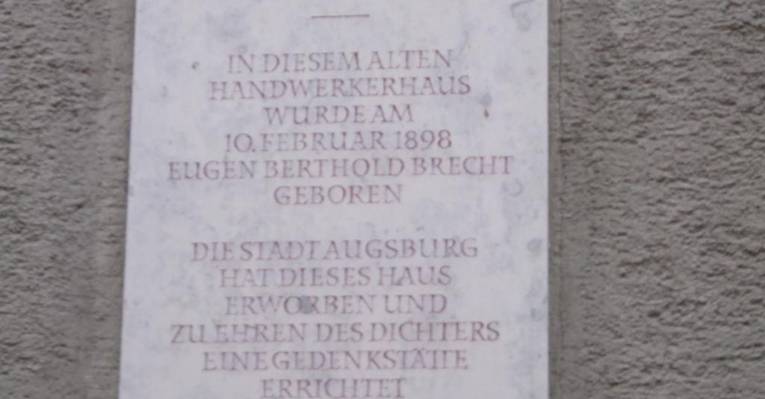 IN DIESEM ALTEN
HANDWERKERHAUS
WURDE AM
10. FEBRUAR 1898
EUGEN BERTHOLD BRECHT
GEBOREN
DIE STADT AUGSBURG
HAT DIESES HAUS
ERWORBEN UND
ZU EHREN DES DICHTERS
EINE GEDENKSTÄTTE
ERRICHTET